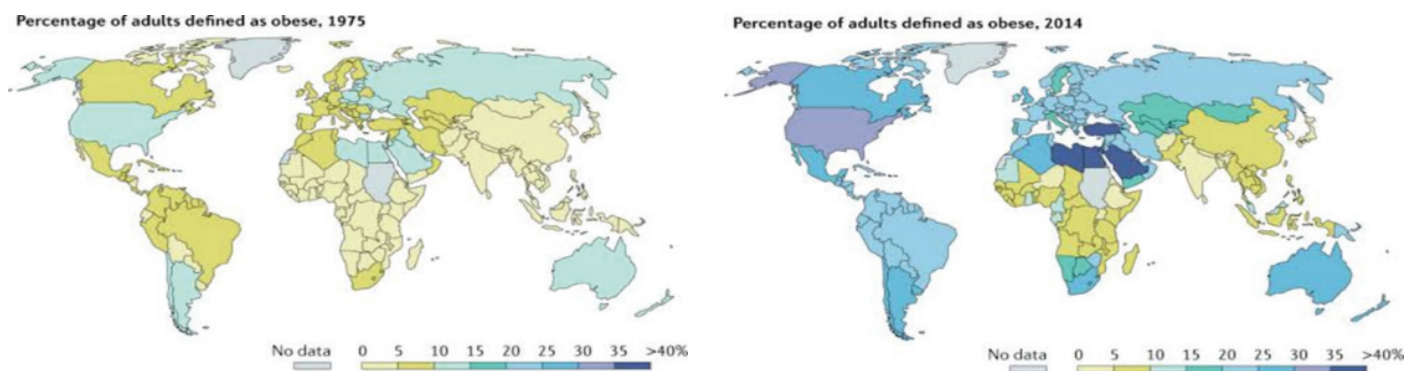 Percentage of adults defined as obese, 1975
Percentage of adults defined as obese, 2014
No data 0 5 10 15 20 25 30 35 >40%
No data 0 5 10 15 20 25 30 35 >40%